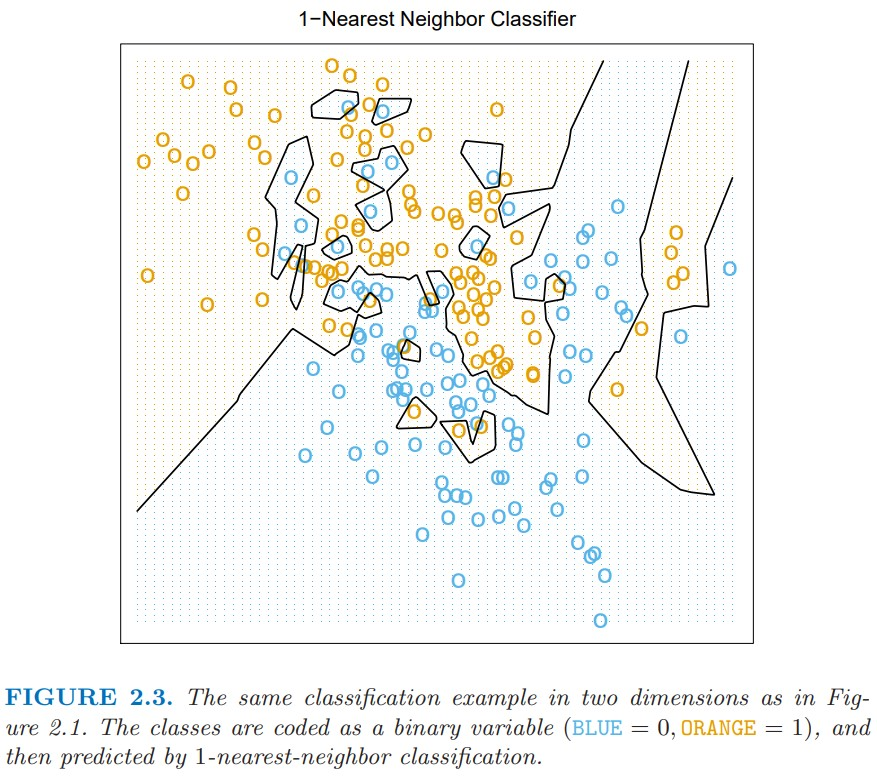 1−Nearest Neighbor Classifier
FIGURE 2.3. The same classification example in two dimensions as in Fig-
ure 2.1. The classes are coded as a binary variable (BLUE = 0, ORANGE = 1), and
then predicted by 1-nearest-neighbor classification.